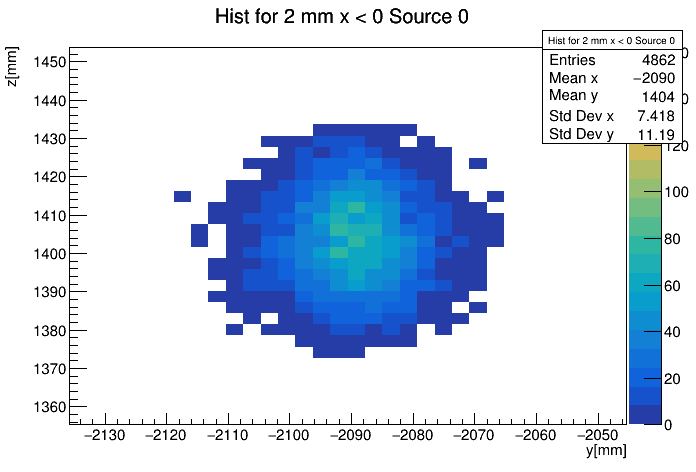 Hist for 2 mm x < 0 Source 0
z[mm]
1450
1440
1430
1420
1410
1400
1390
1380
1370
1360
Hist for 2 mm x < 0 Source 0
Entries 4862
Mean x −2090
Mean y 1404
Std Dev x 7.418
Std Dev y 11.19
120
100
80
60
40
20
0
−2130 −2120 −2110 −2100 −2090 −2080 −2070 −2060 −2050
y[mm]